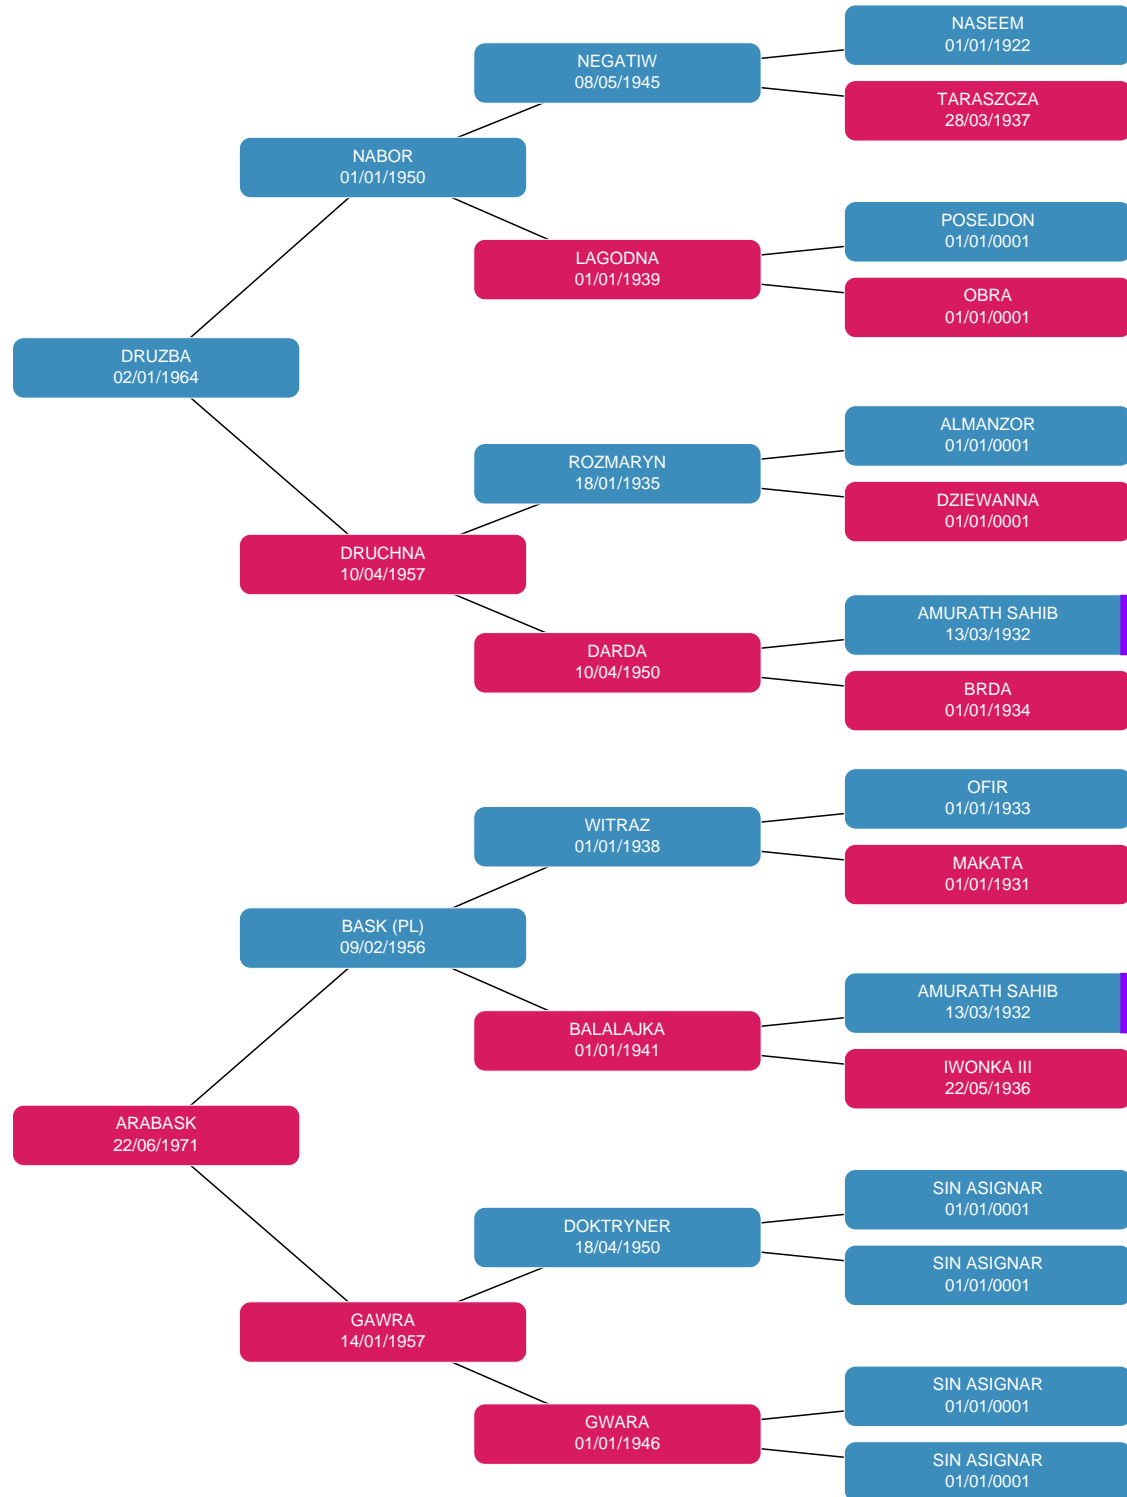 NASEEM
01/01/1922
NEGATIW
08/05/1945
TARASZCZA
28/03/1937
NABOR
01/01/1950
POSEJDON
01/01/0001
LAGODNA
01/01/1939
OBRA
01/01/0001
DRUZBA
02/01/1964
ALMANZOR
01/01/0001
ROZMARYN
18/01/1935
DZIEWANNA
01/01/0001
DRUCHNA
10/04/1957
AMURATH SAHIB
13/03/1932
DARDA
10/04/1950
BRDA
01/01/1934
OFIR
01/01/1933
WITRAZ
01/01/1938
MAKATA
01/01/1931
BASK (PL)
09/02/1956
AMURATH SAHIB
13/03/1932
BALALAJKA
01/01/1941
IWONKA III
22/05/1936
ARABASK
22/06/1971
SIN ASIGNAR
01/01/0001
DOKTRYNER
18/04/1950
SIN ASIGNAR
01/01/0001
GAWRA
14/01/1957
SIN ASIGNAR
01/01/0001
GWARA
01/01/1946
SIN ASIGNAR
01/01/0001